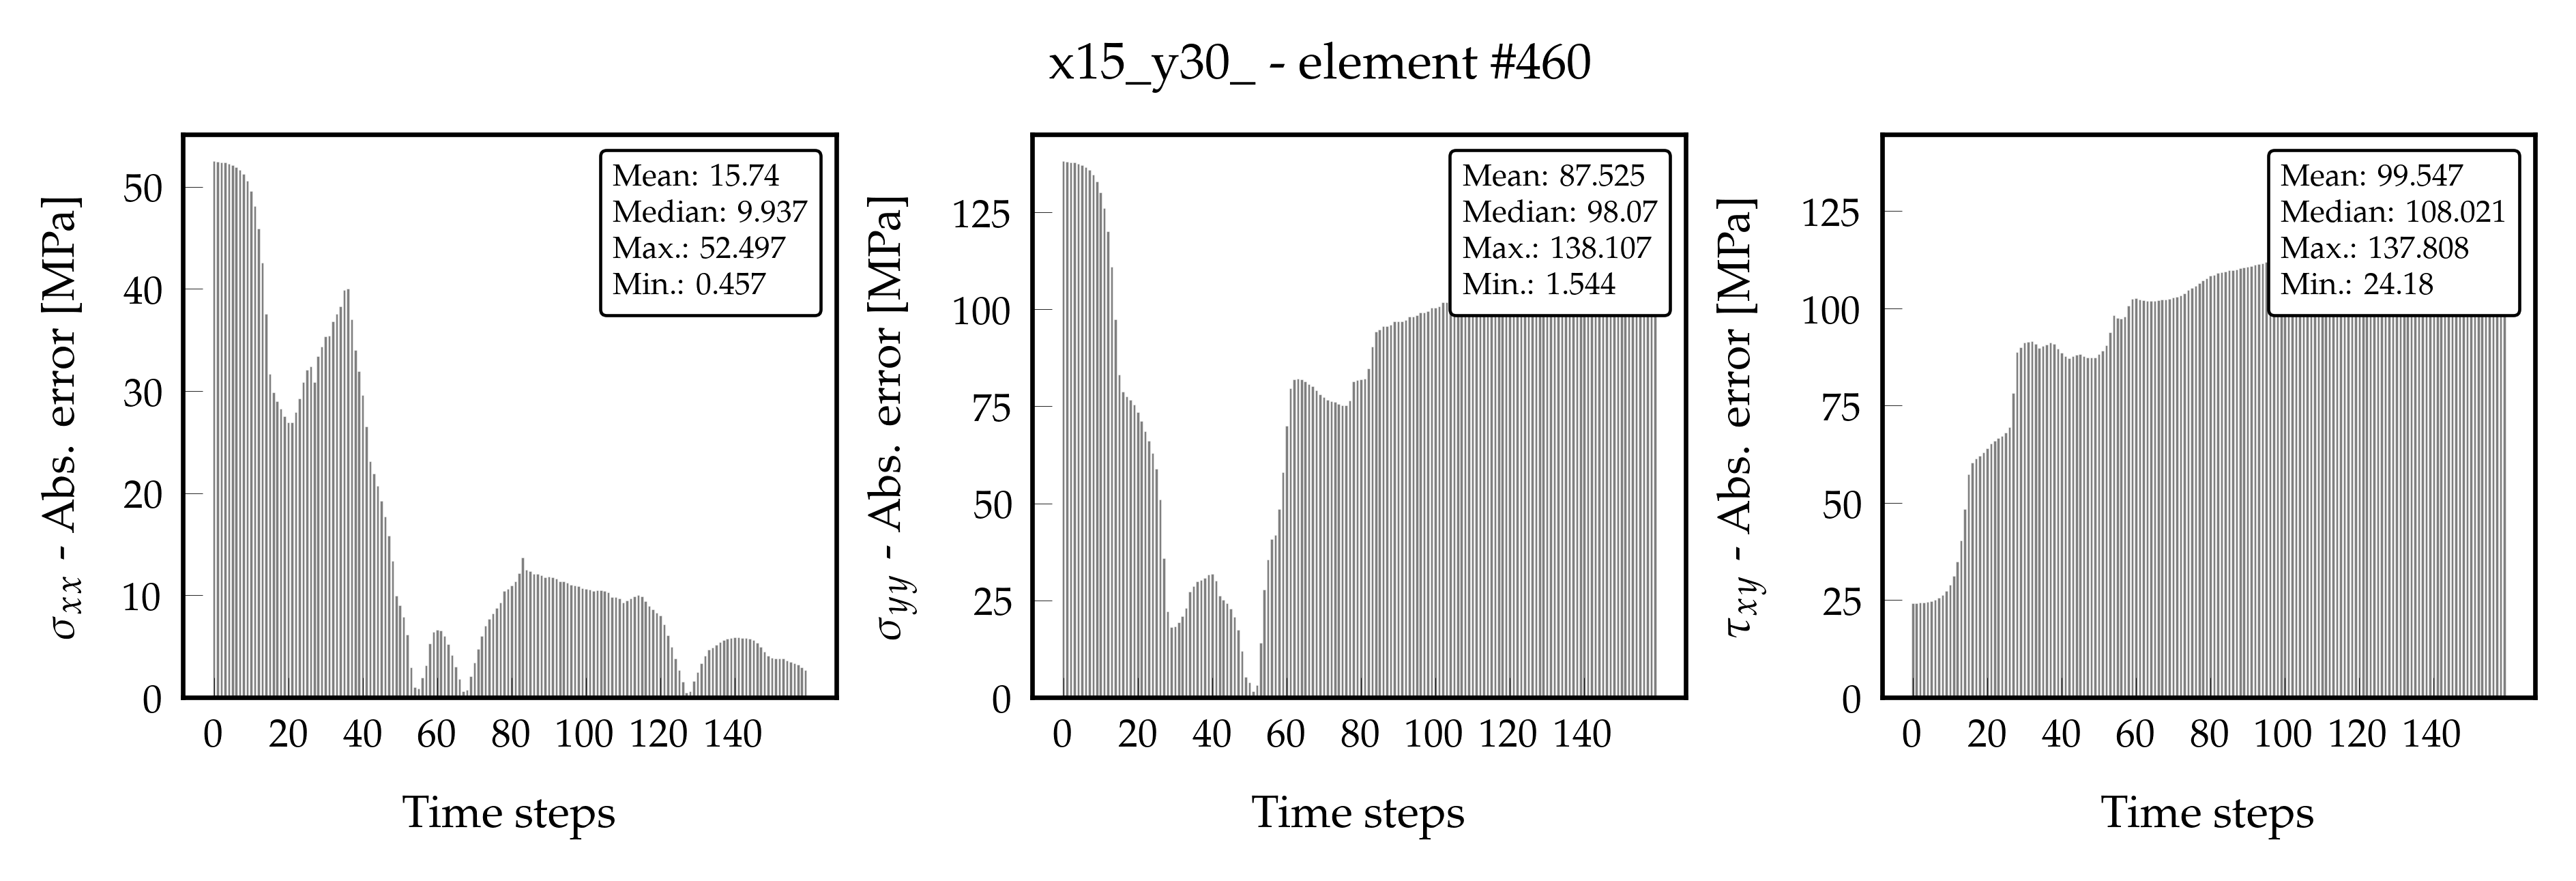 x15_y30_ - element #460
σxx - Abs. error [MPa]
50
40
30
20
10
0
0 20 40 60 80 100 120 140
Time steps
Mean: 15.74
Median: 9.937
Max.: 52.497
Min.: 0.457
σyy - Abs. error [MPa]
125
100
75
50
25
0
0 20 40 60 80 100 120 140
Time steps
Mean: 87.525
Median: 98.07
Max.: 138.107
Min.: 1.544
τxy - Abs. error [MPa]
125
100
75
50
25
0
0 20 40 60 80 100 120 140
Time steps
Mean: 99.547
Median: 108.021
Max.: 137.808
Min.: 24.18